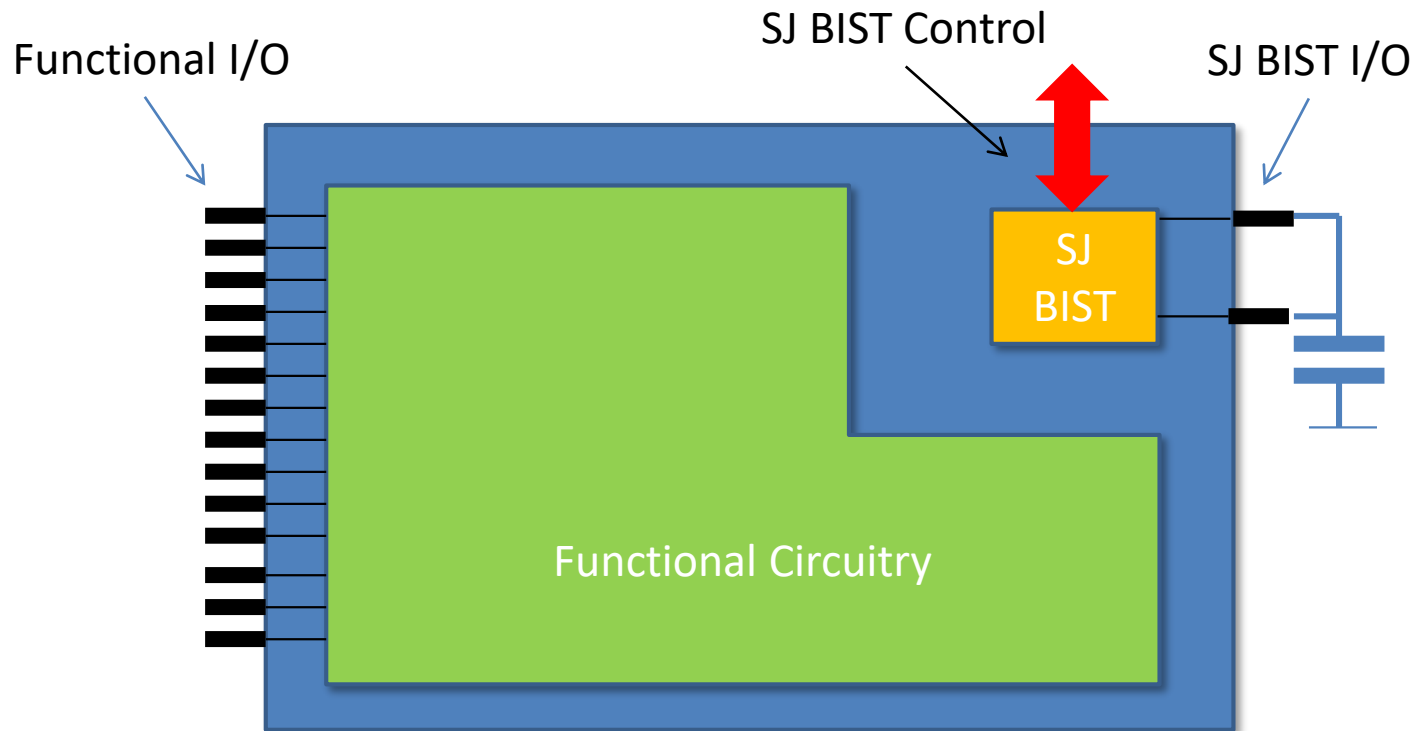 SJ BIST Control
Functional I/O
SJ BIST I/O
SJ
BIST
Functional Circuitry